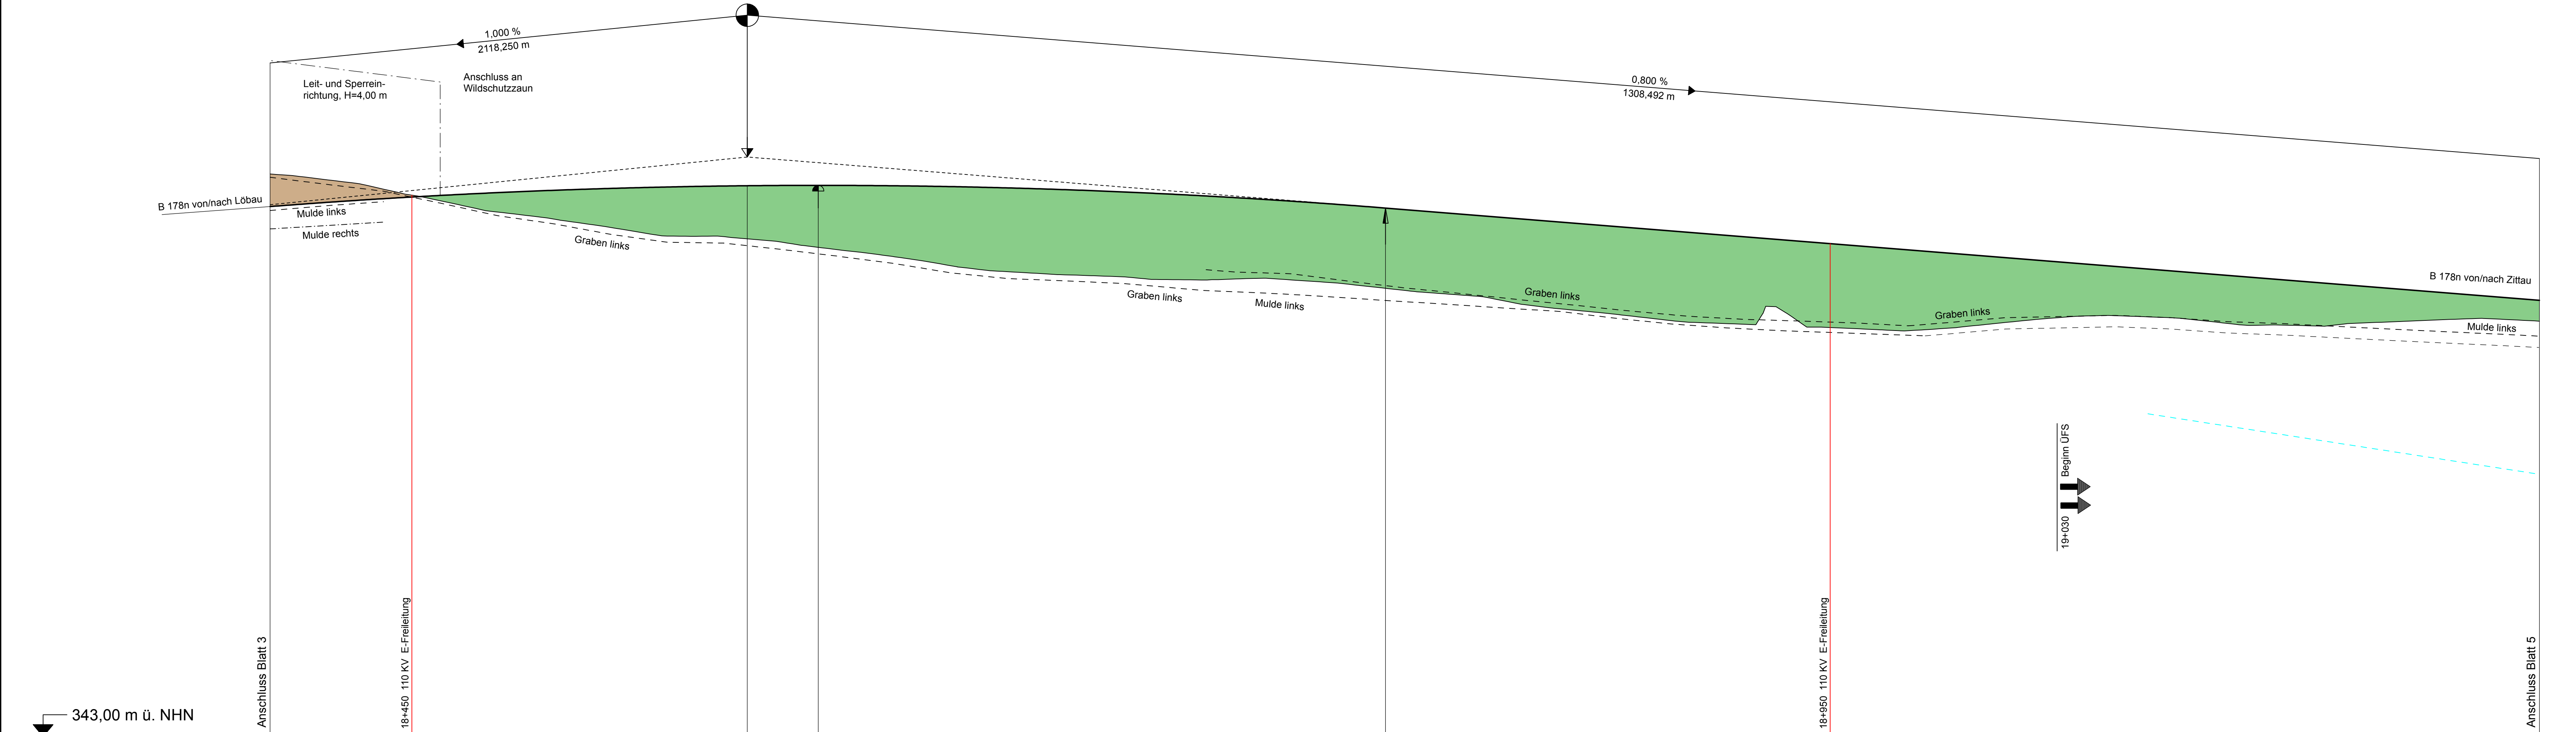 1,000 %
2118,250 m
Leit- und Sperrein-
richtung, H=4,00 m
Anschluss an
Wildschutzzaun
0,800 %
1308,492 m
B 178n von/nach Löbau
Mulde links
Mulde rechts
Graben links
Graben links
Mulde links
Graben links
Graben links
B 178n von/nach Zittau
Mulde links
19+030 Beginn ÜFS
Anschluss Blatt 3
18+450 110 KV E-Freileitung
18+950 110 KV E-Freileitung
Anschluss Blatt 5
343,00 m ü. NHN